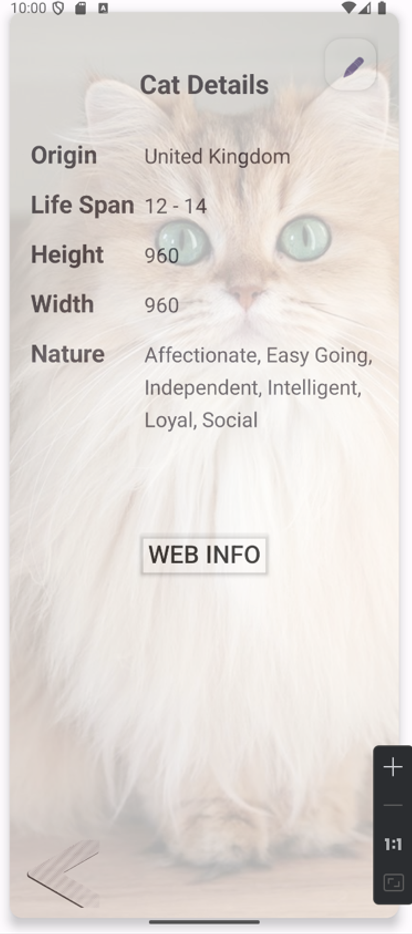 10:00
Cat Details
Origin United Kingdom
Life Span 12 - 14
Height 960
Width 960
Nature Affectionate, Easy Going,
Independent, Intelligent,
Loyal, Social
WEB INFO
1:1